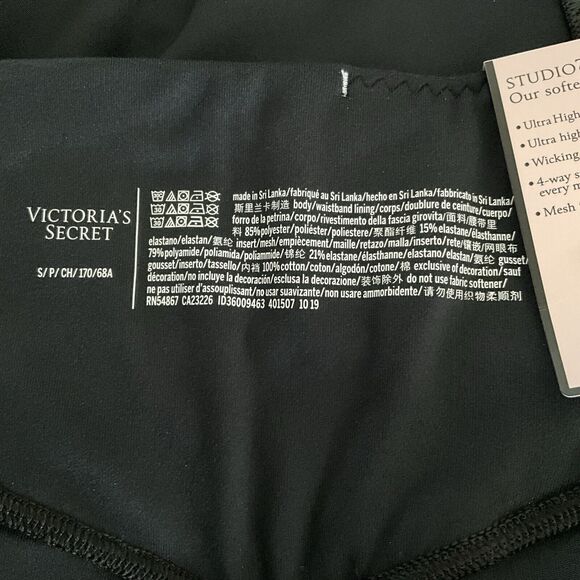 VICTORIA'S
SECRET
S/P/CH/170/68A
made in Sri Lanka/fabriqué au Sri Lanka/hecho en Sri Lanka/fabbricato in Sri Lanka/
斯里兰卡制造 body/waistband lining/corps/doublure de ceinture/cuerpo/
forro de la petrina/corpo/rivestimento della fascia girovita/面料/腰带里
料 85%polyester/poliéster/poliestere/聚酯纤维 15% elastane/élasthanne/
elastano/elastan/氨纶 insert/mesh/empiècement/maille/retazo/malla/inserto/rete/镶嵌/网眼布
79%polyamide/poliamida/poliammide/锦纶 21% elastane/élasthanne/elastano/elastan/氨纶 gusset/
gousset/inserto/tassello/内裆 100%cotton/coton/algodón/cotone/棉 exclusive of decoration/sauf
décoration/no incluye la decoración/esclusa la decorazione/装饰除外 do not use fabric softener/
ne pas utiliser d'assouplissant/no usar suavizante/non usare ammorbidente/请勿使用织物柔顺剂
RN54867 CA23226 ID36009463 401507 10 19
STUDIO
Our softe
• Ultra High
• Ultra high
• Wicking
• 4-way s
every m
• Mesh